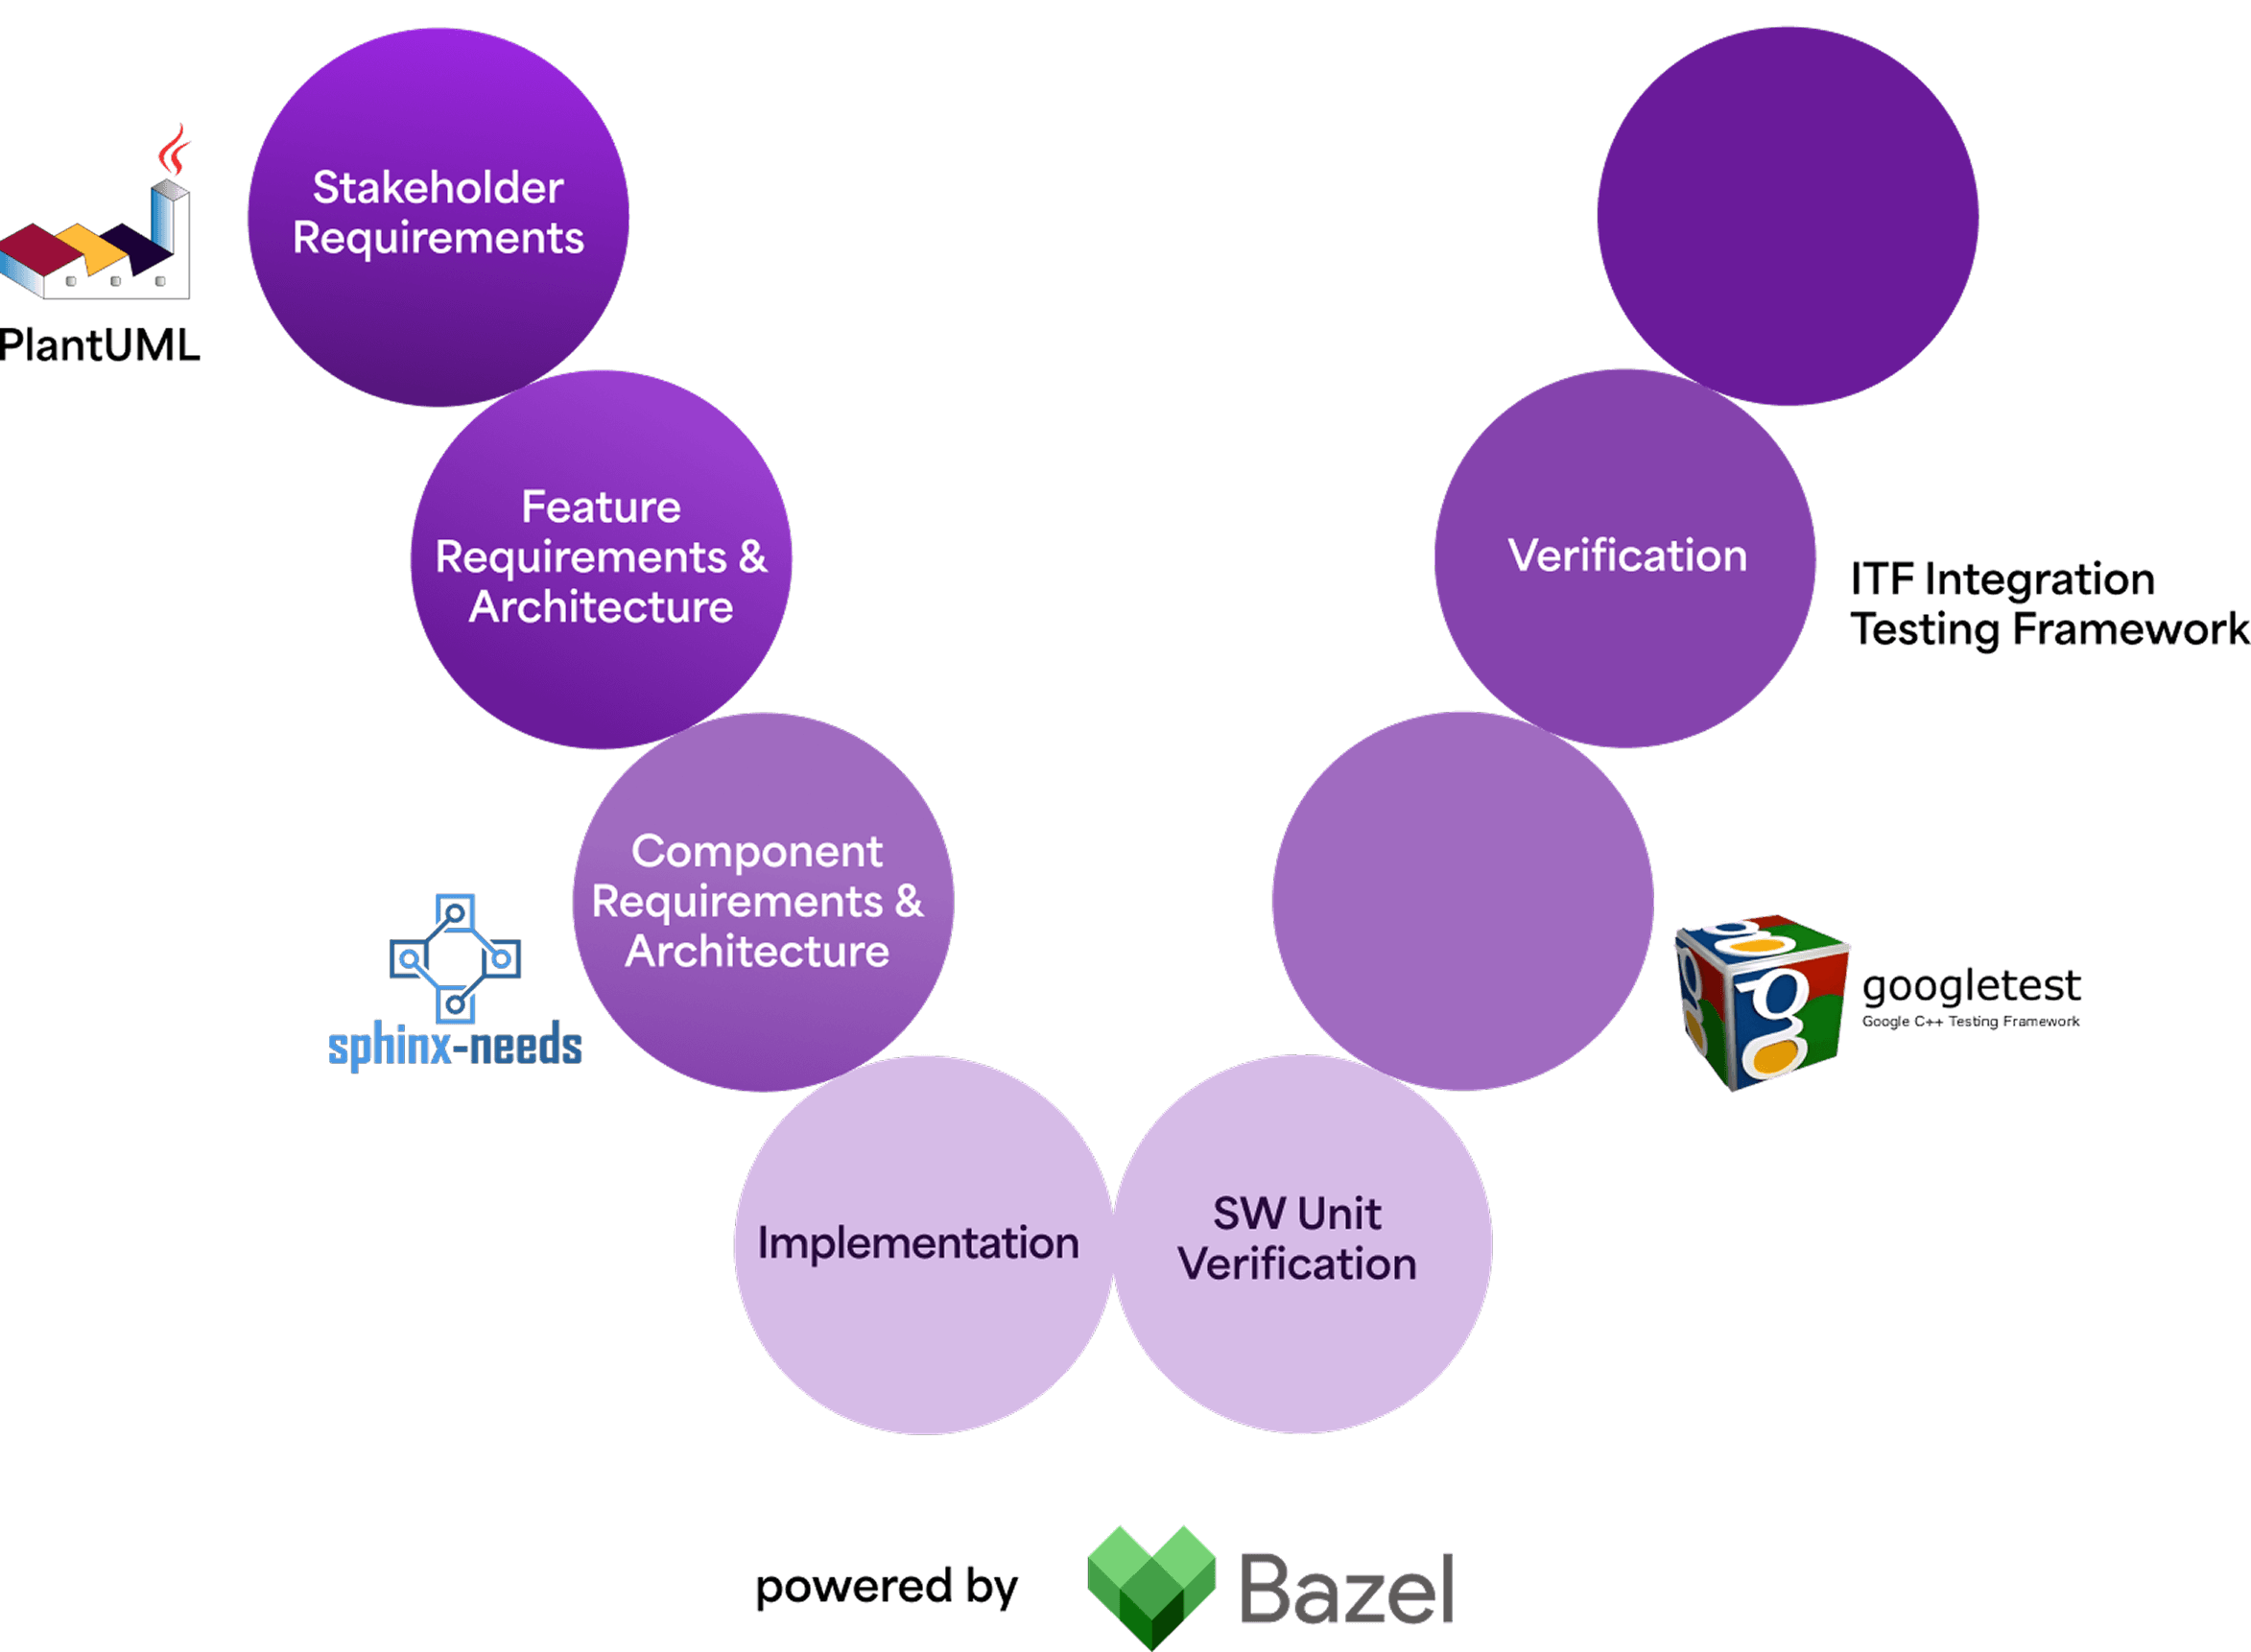 Stakeholder
Requirements
PlantUML
Feature
Requirements &
Architecture
Verification
ITF Integration
Testing Framework
Component
Requirements &
Architecture
sphinx-needs
googletest
Google C++ Testing Framework
Implementation
SW Unit
Verification
powered by
Bazel